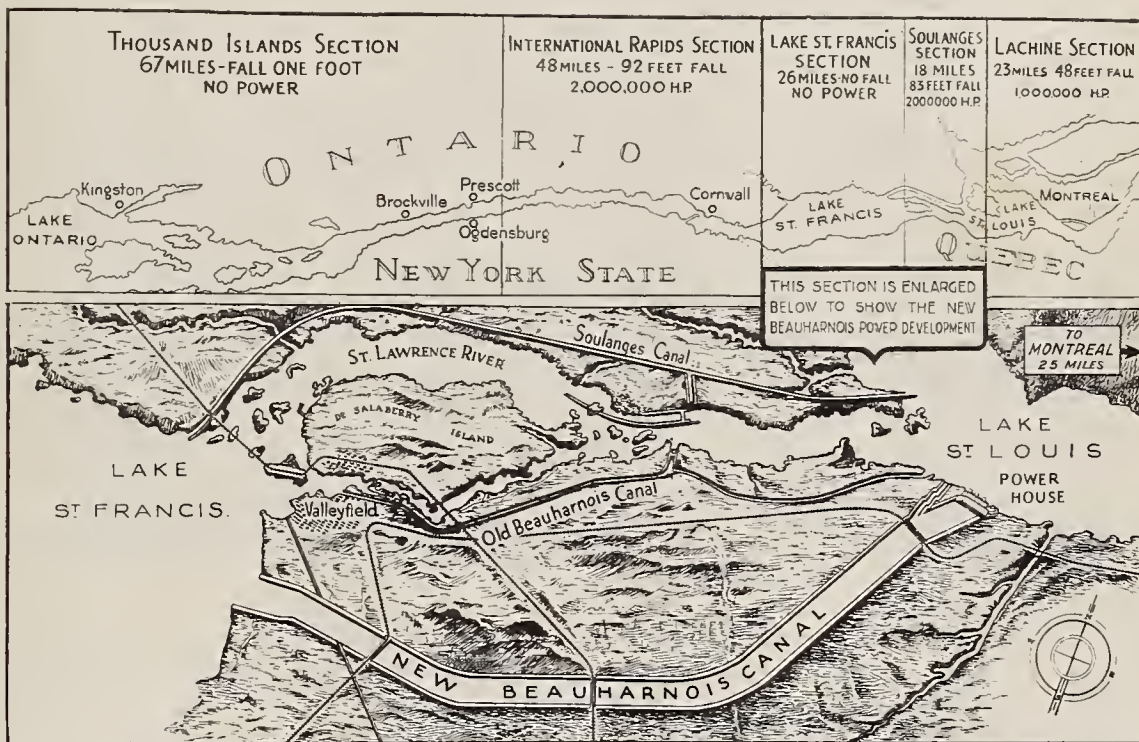 THOUSAND ISLANDS SECTION
67 MILES-FALL ONE FOOT
NO POWER
INTERNATIONAL RAPIDS SECTION
48 MILES - 92 FEET FALL
2,000,000 H.P.
LAKE ST. FRANCIS
SECTION
26 MILES-NO FALL
NO POWER
SOULANGES
SECTION
18 MILES
83 FEET FALL
2000000 H.P.
LACHINE SECTION
23 MILES 48 FEET FALL
1,000,000 H.P.
ONTARIO
Kingston
Brockville
Prescott
Ogdensburg
Cornwall
LAKE
ONTARIO
LAKE
ST. FRANCIS
LAKE
ST. LOUIS
MONTREAL
NEW YORK STATE
QUEBEC
THIS SECTION IS ENLARGED
BELOW TO SHOW THE NEW
BEAUHARNOIS POWER DEVELOPMENT
TO
MONTREAL
25 MILES
ST. LAWRENCE RIVER
Soulanges Canal
DE SALABERRY
ISLAND
LAKE
ST. FRANCIS.
Valleyfield
Old Beauharnois Canal
LAKE
ST. LOUIS
POWER
HOUSE
NEW BEAUHARNOIS CANAL